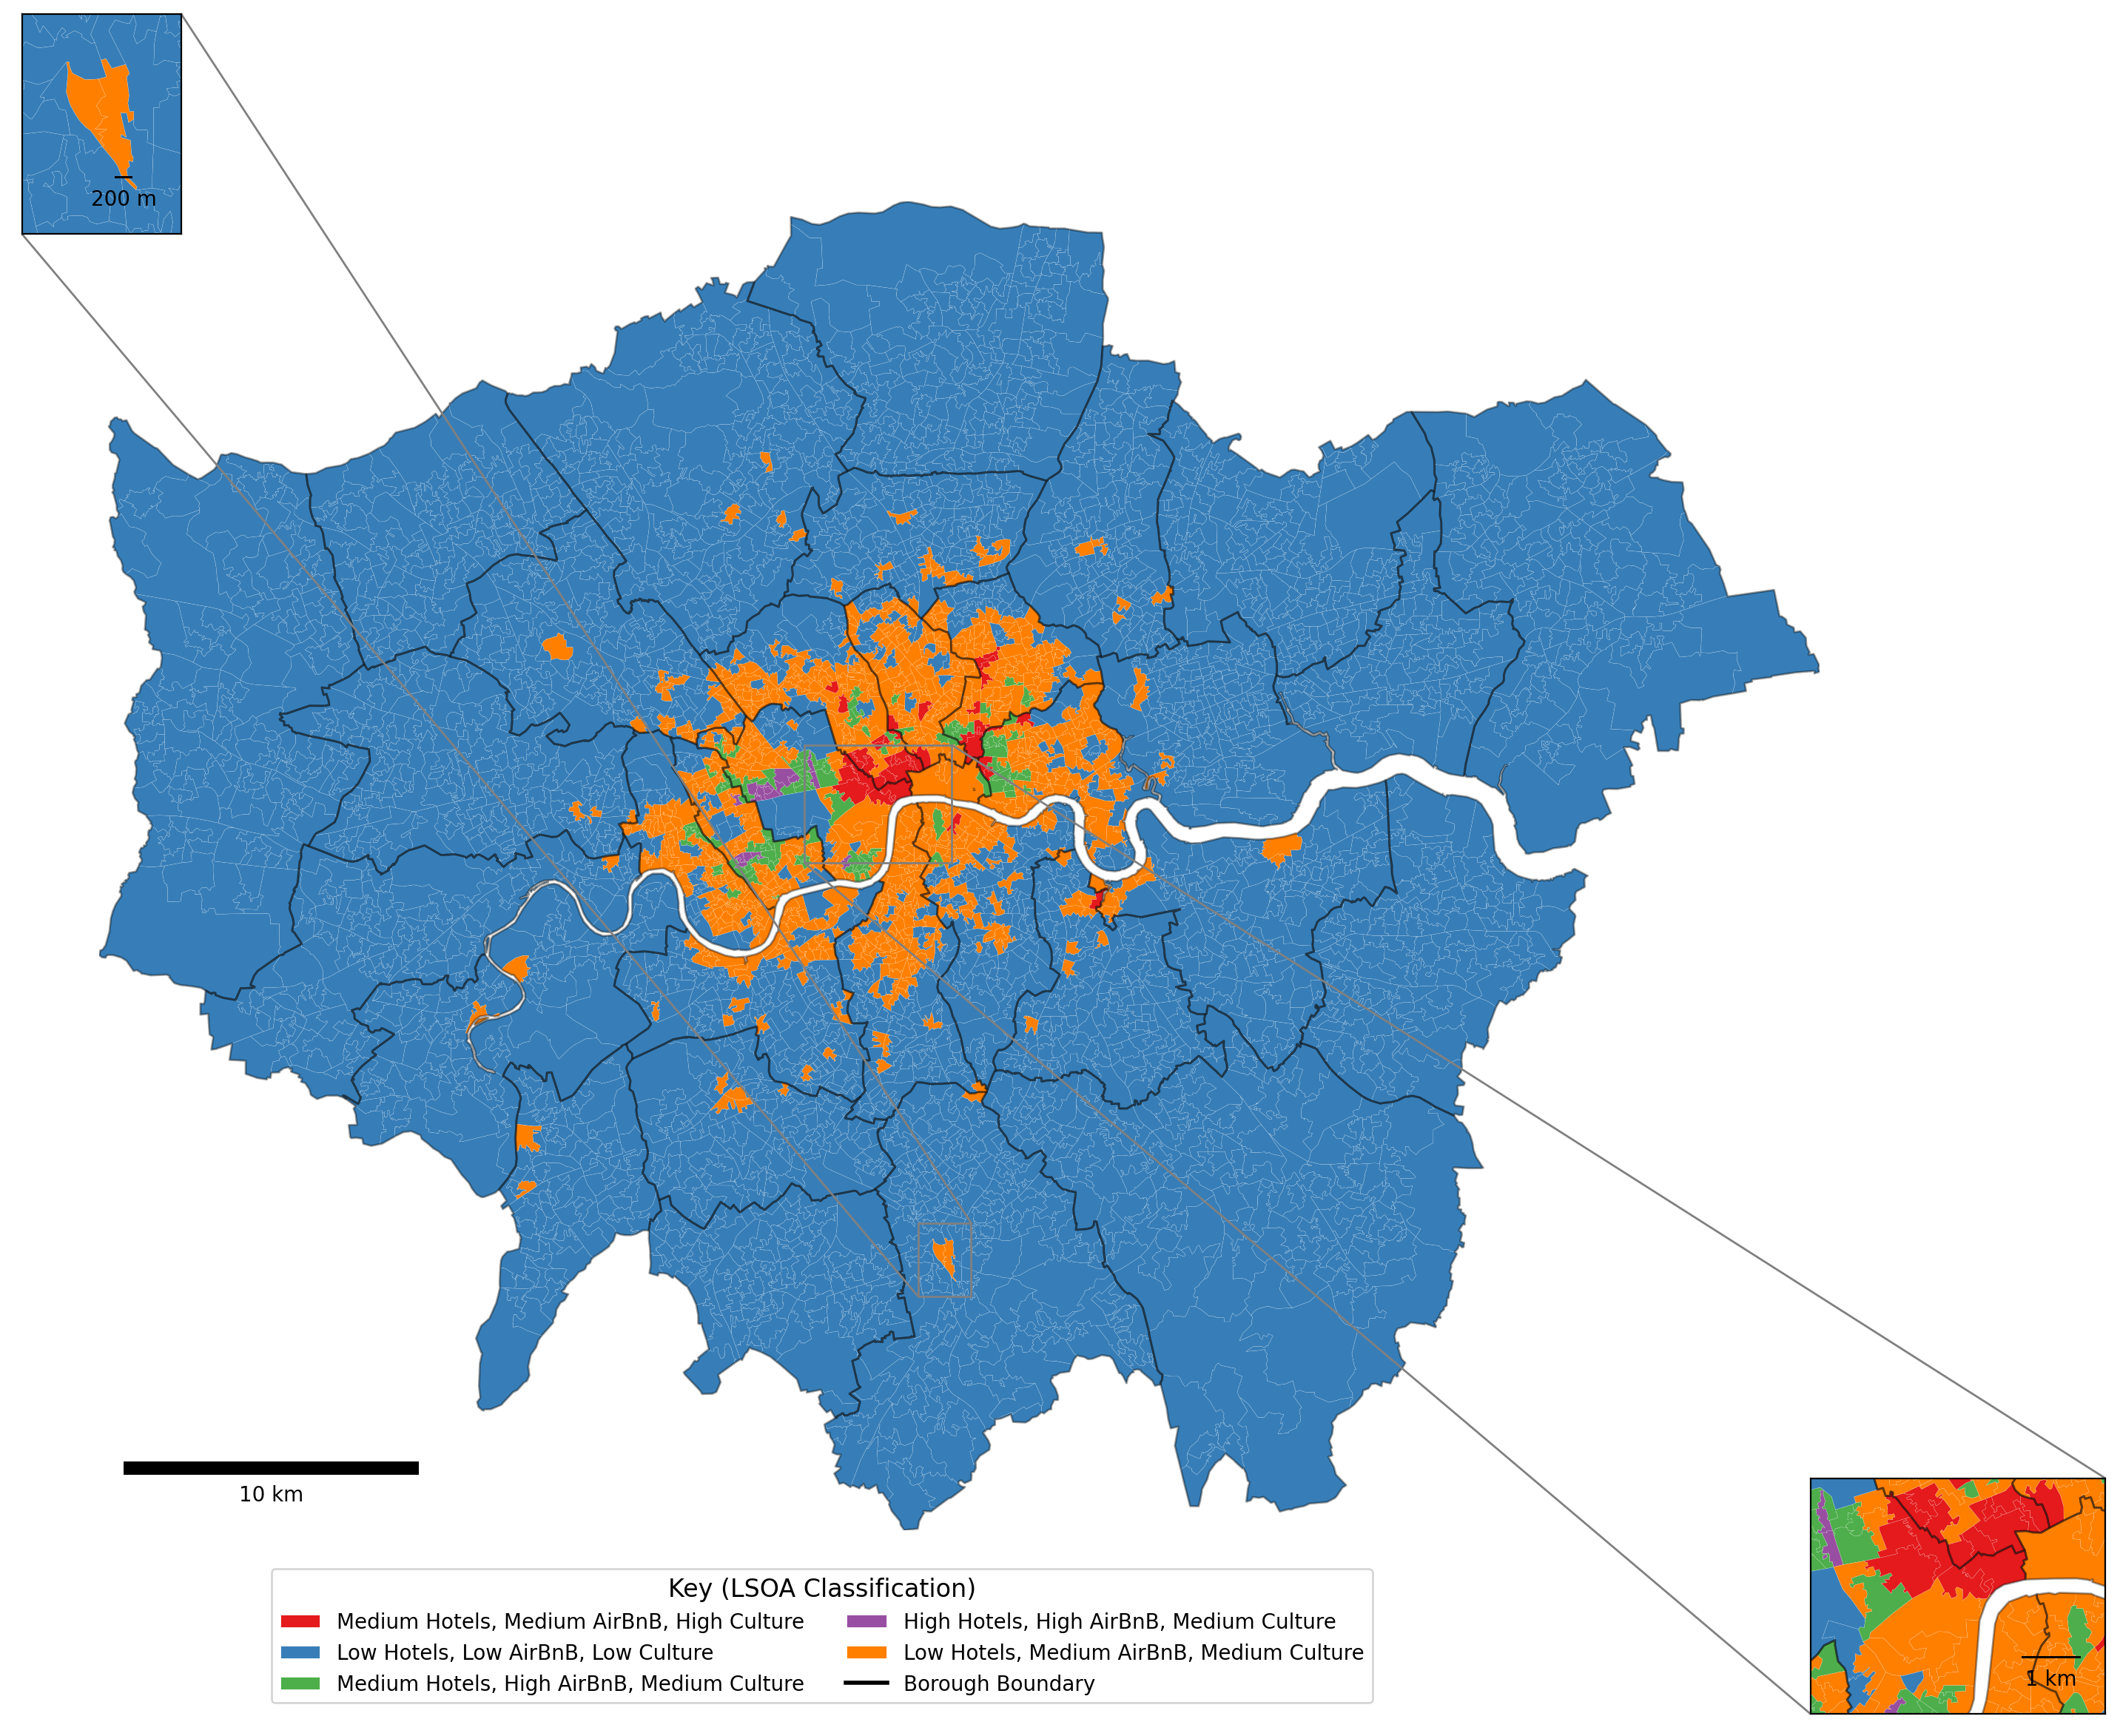 200 m
10 km
Key (LSOA Classification)
Medium Hotels, Medium AirBnB, High Culture
Low Hotels, Low AirBnB, Low Culture
Medium Hotels, High AirBnB, Medium Culture
High Hotels, High AirBnB, Medium Culture
Low Hotels, Medium AirBnB, Medium Culture
Borough Boundary
1 km